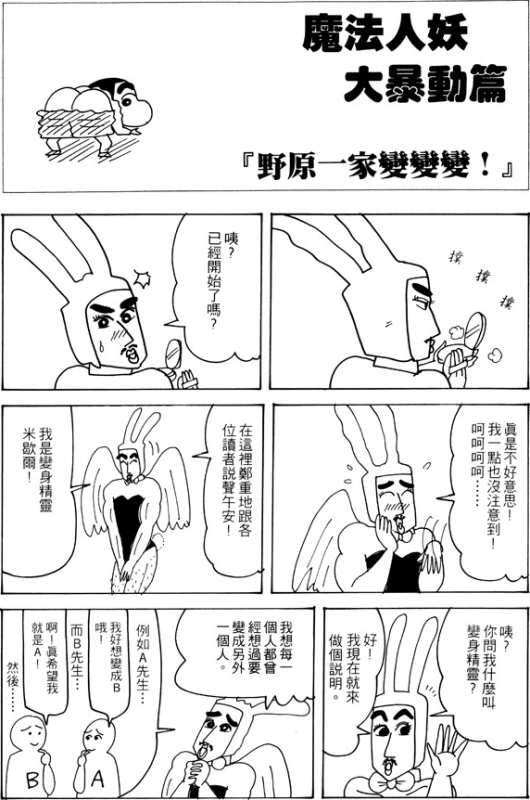 魔法人妖
大暴動篇
『野原一家變變變！』
撲
撲
撲
咦？
已經開始了嗎？
真是不好意思！
我一點也沒注意到！
呵呵呵呵……
在這裡鄭重地跟各
位讀者説聲午安！
我是變身精靈
米歇爾！
咦？
你問我什麼叫
變身精靈？
好！
我現在就來
做個説明。
我想每一
個人都曾
經想過要
變成另外
一個人。
例如A先生…
我好想變成B
哦！
而B先生…
啊！真希望我
就是A！
然後……
A
B